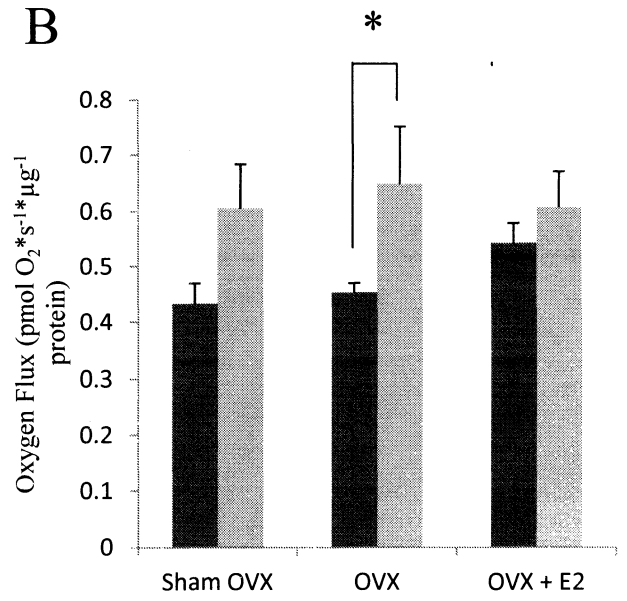 B
*
0.8
0.7
0.6
0.5
0.4
0.3
0.2
0.1
0
Oxygen Flux (pmol O₂*s⁻¹*µg⁻¹
protein)
Sham OVX OVX OVX + E2